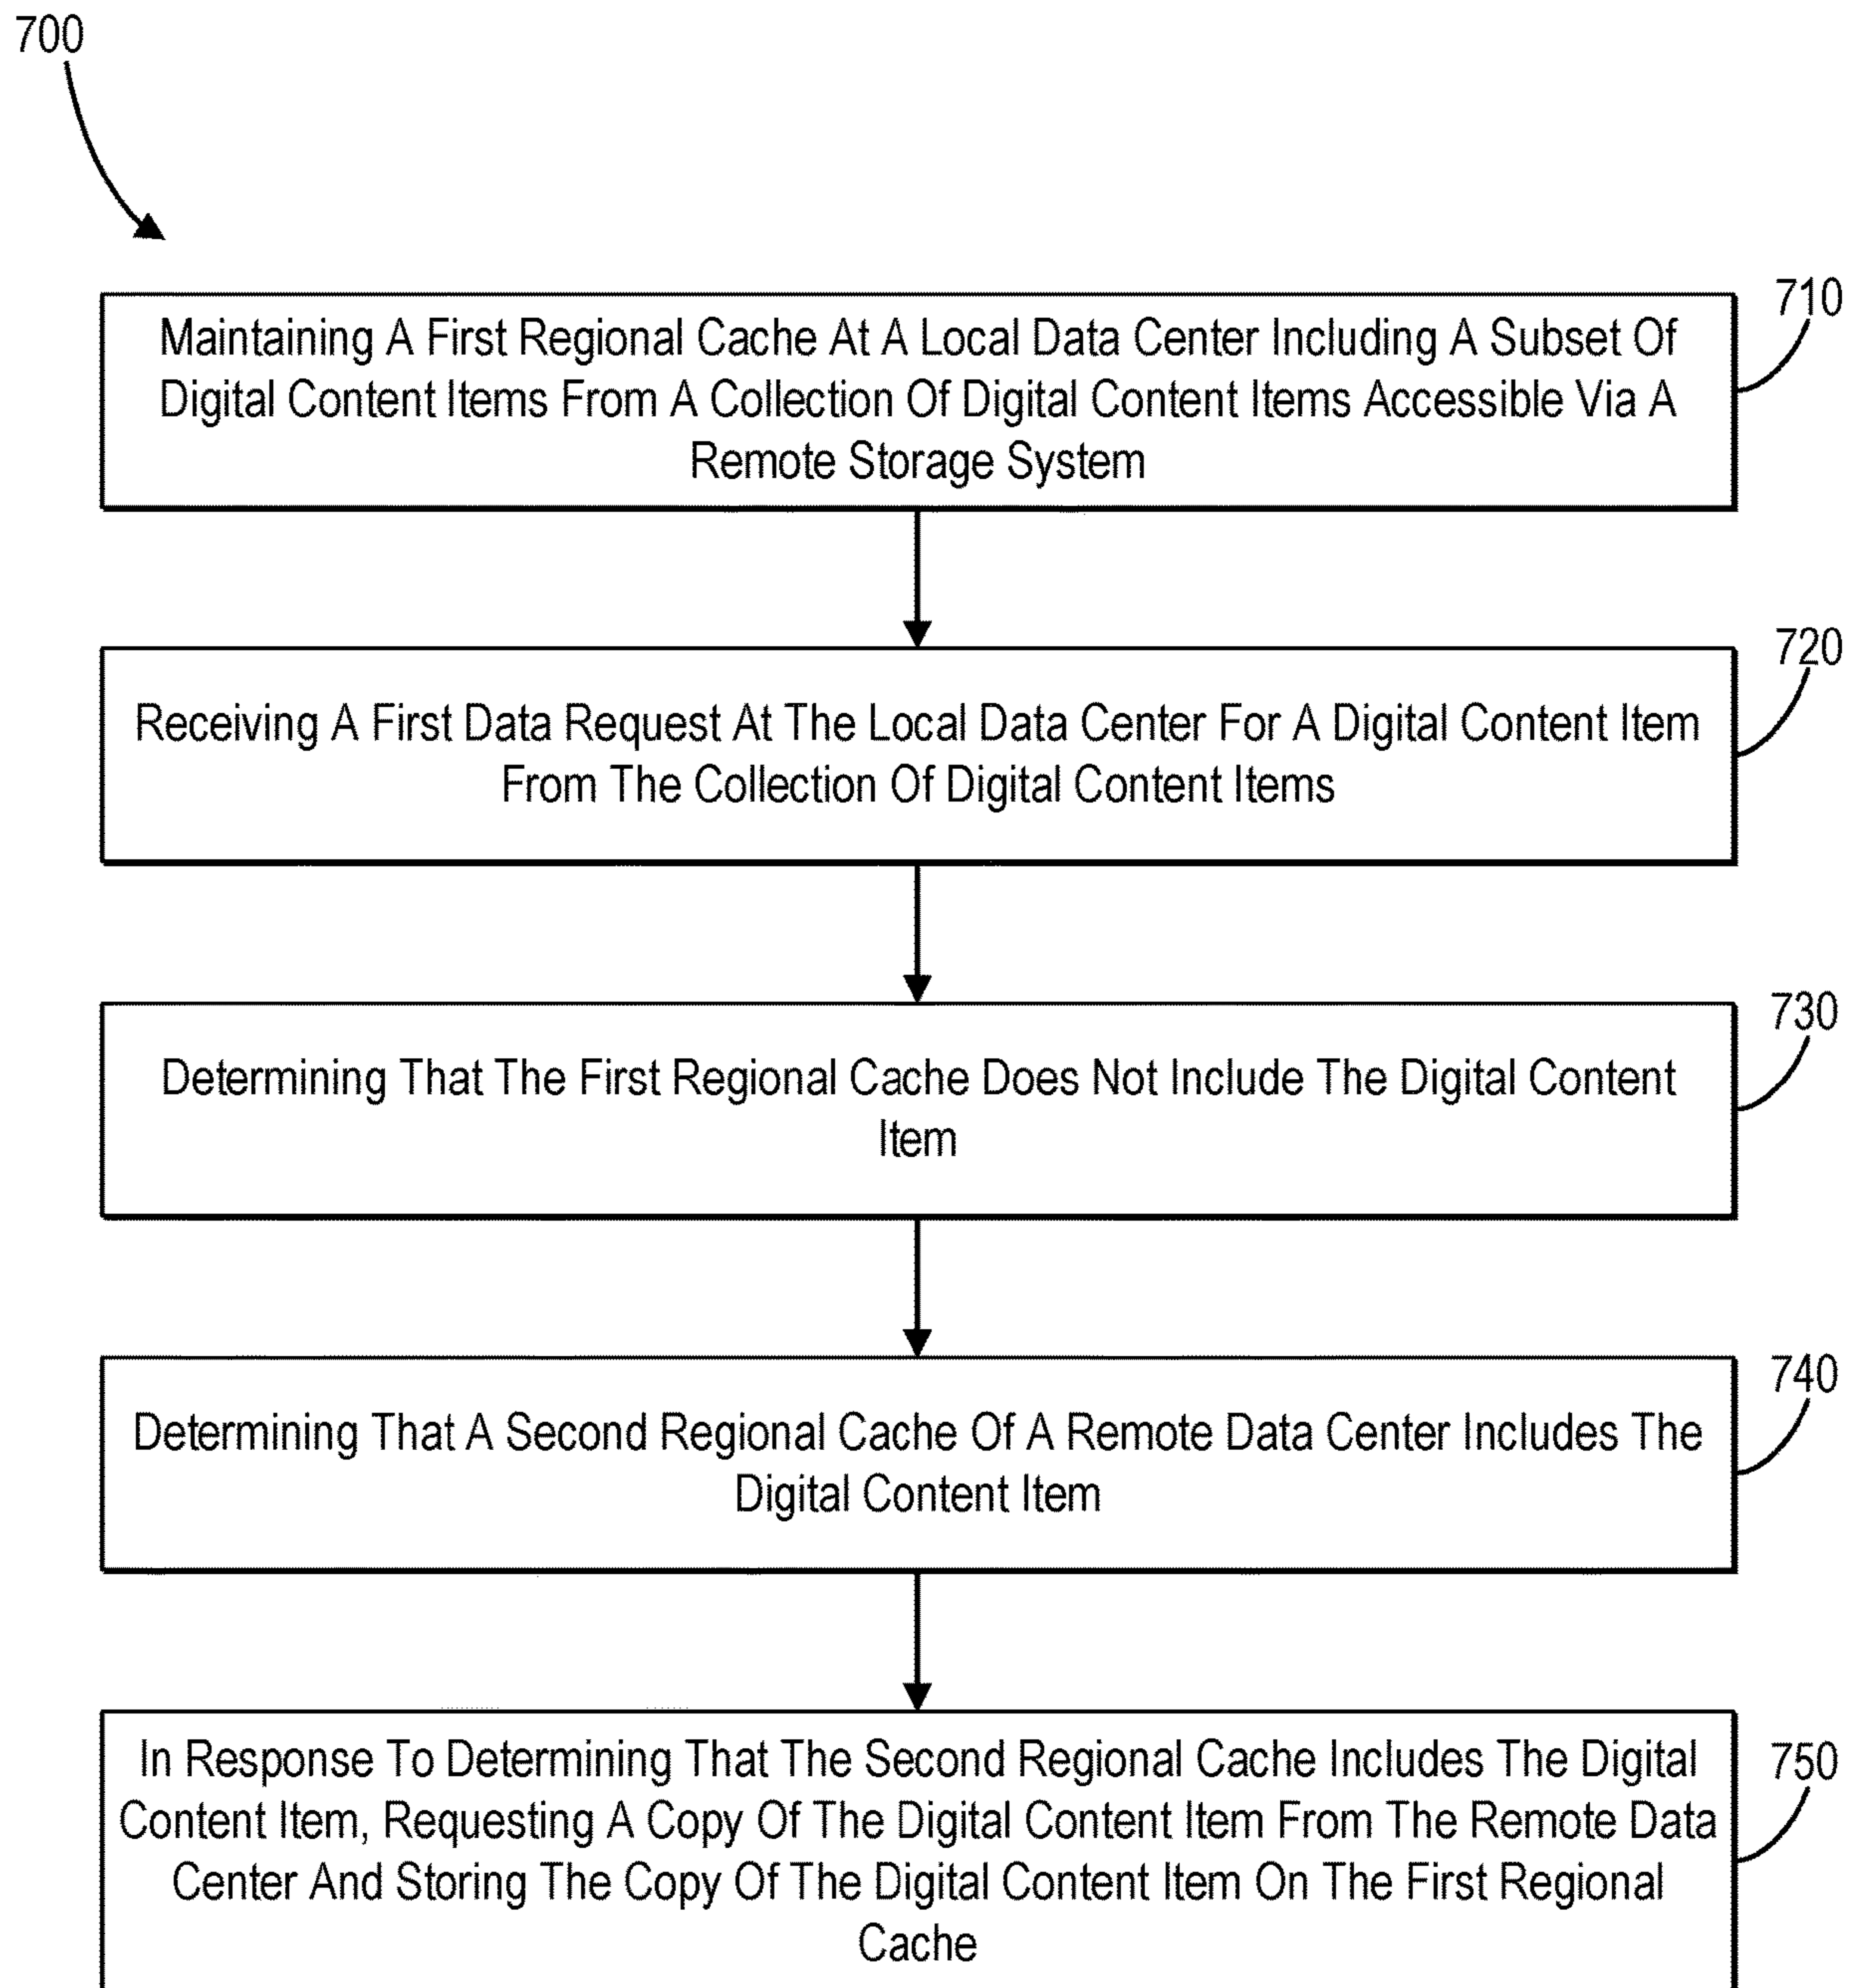 700
710
Maintaining A First Regional Cache At A Local Data Center Including A Subset Of
Digital Content Items From A Collection Of Digital Content Items Accessible Via A
Remote Storage System
720
Receiving A First Data Request At The Local Data Center For A Digital Content Item
From The Collection Of Digital Content Items
730
Determining That The First Regional Cache Does Not Include The Digital Content
Item
740
Determining That A Second Regional Cache Of A Remote Data Center Includes The
Digital Content Item
750
In Response To Determining That The Second Regional Cache Includes The Digital
Content Item, Requesting A Copy Of The Digital Content Item From The Remote Data
Center And Storing The Copy Of The Digital Content Item On The First Regional
Cache